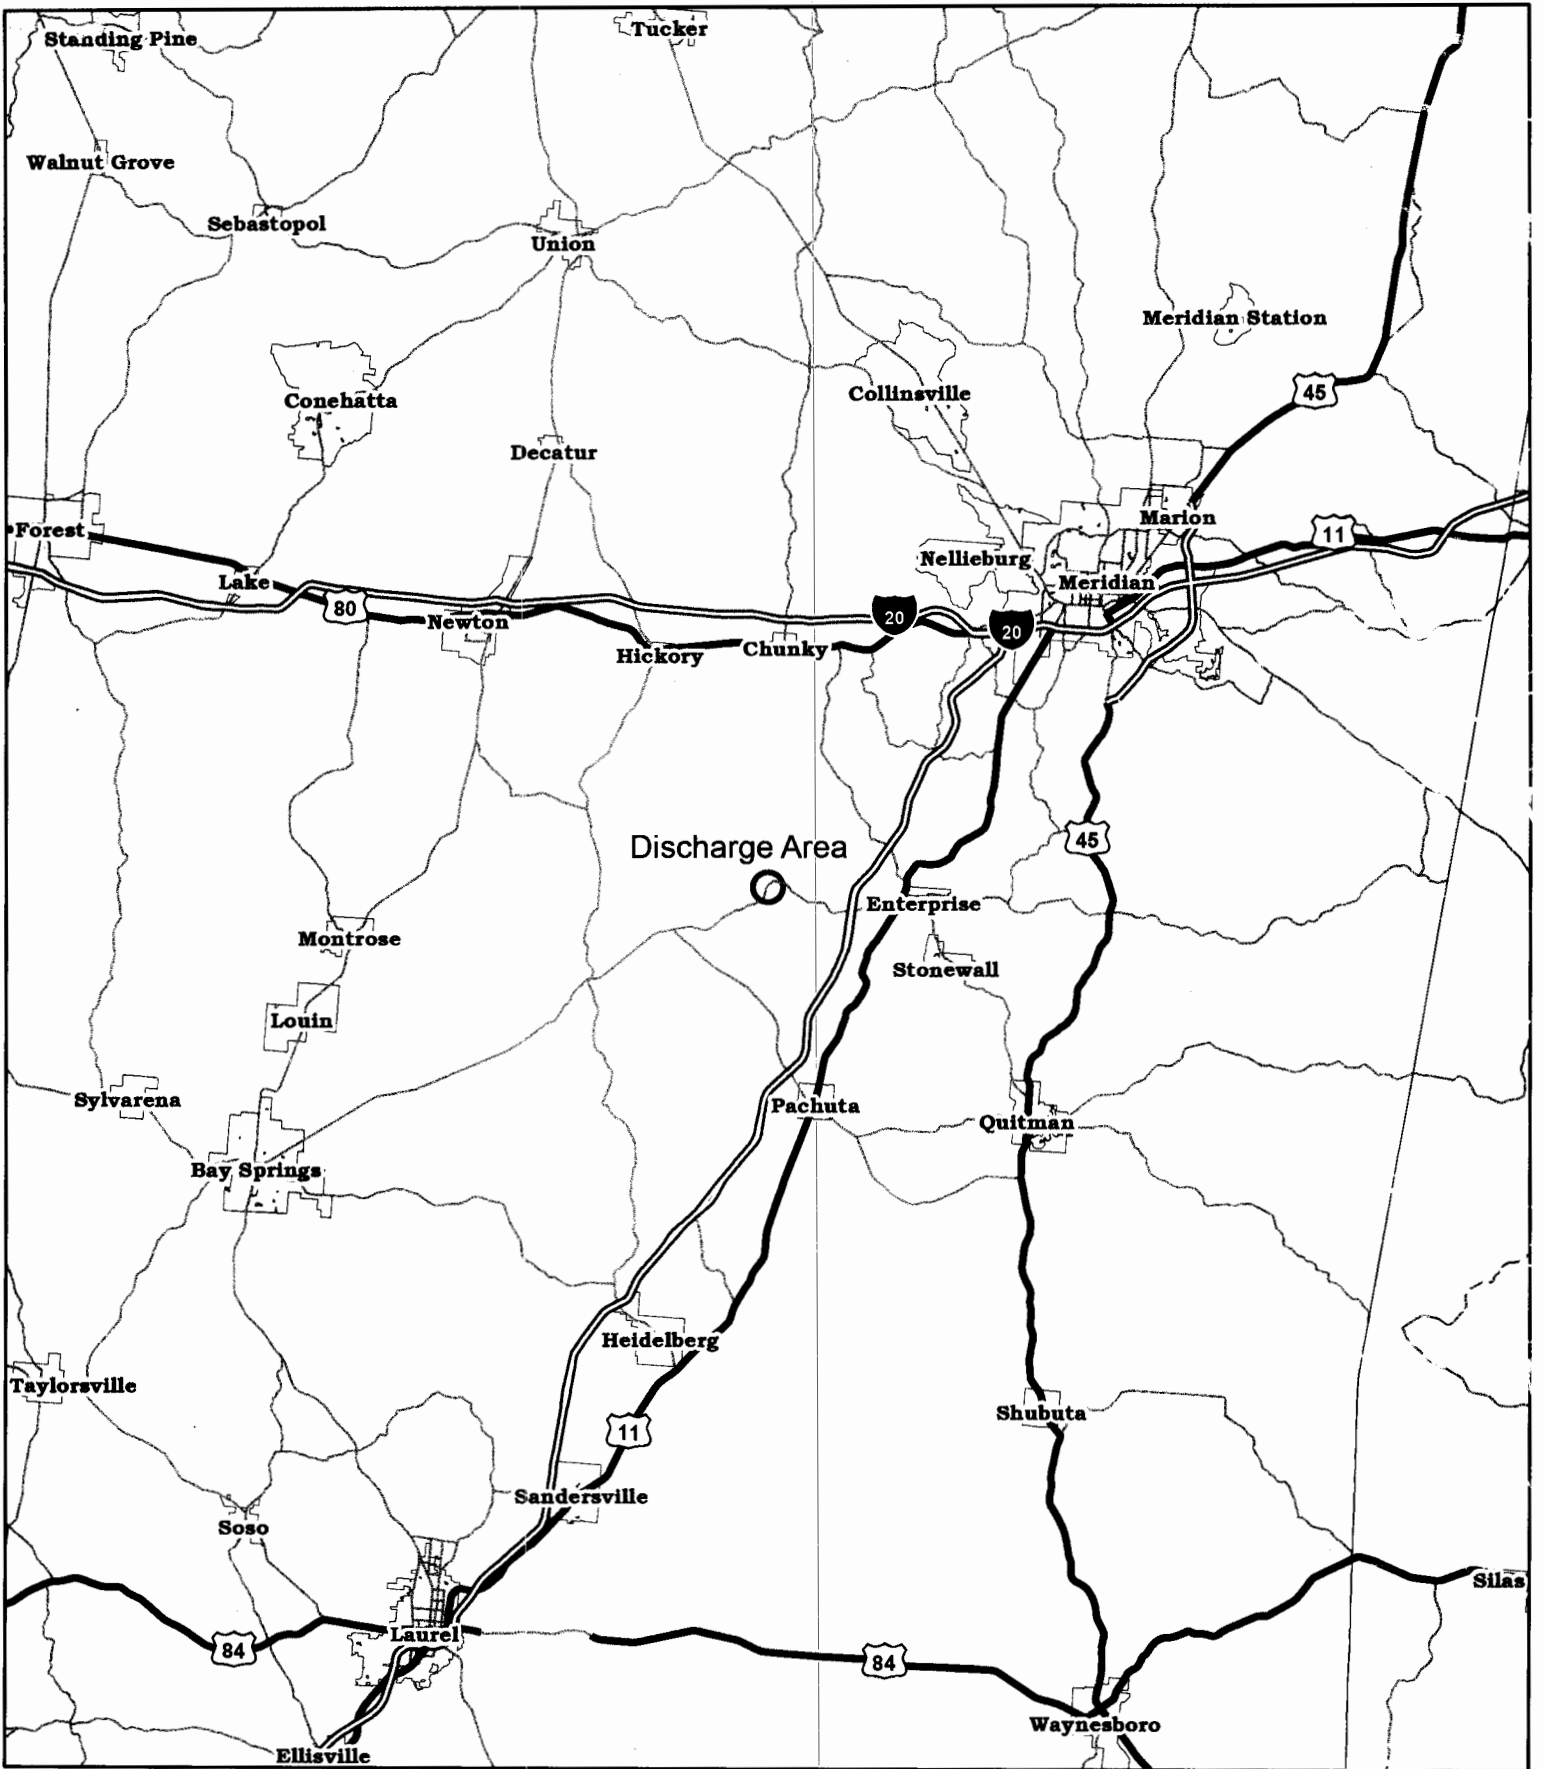 Standing Pine
Tucker
Walnut Grove
Sebastopol
Union
Meridian Station
45
Conehatta
Collinsville
Decatur
Marion
Forest
11
Nellieburg
Lake
Meridian
80
20
Newton
20
Hickory
Chunky
45
Discharge Area
Enterprise
Montrose
Stonewall
Louin
Sylvarena
Pachuta
Quitman
Bay Springs
Heidelberg
Taylorsville
Shubuta
11
Sandersville
Soso
Silas
Laurel
84
84
Waynesboro
Ellisville